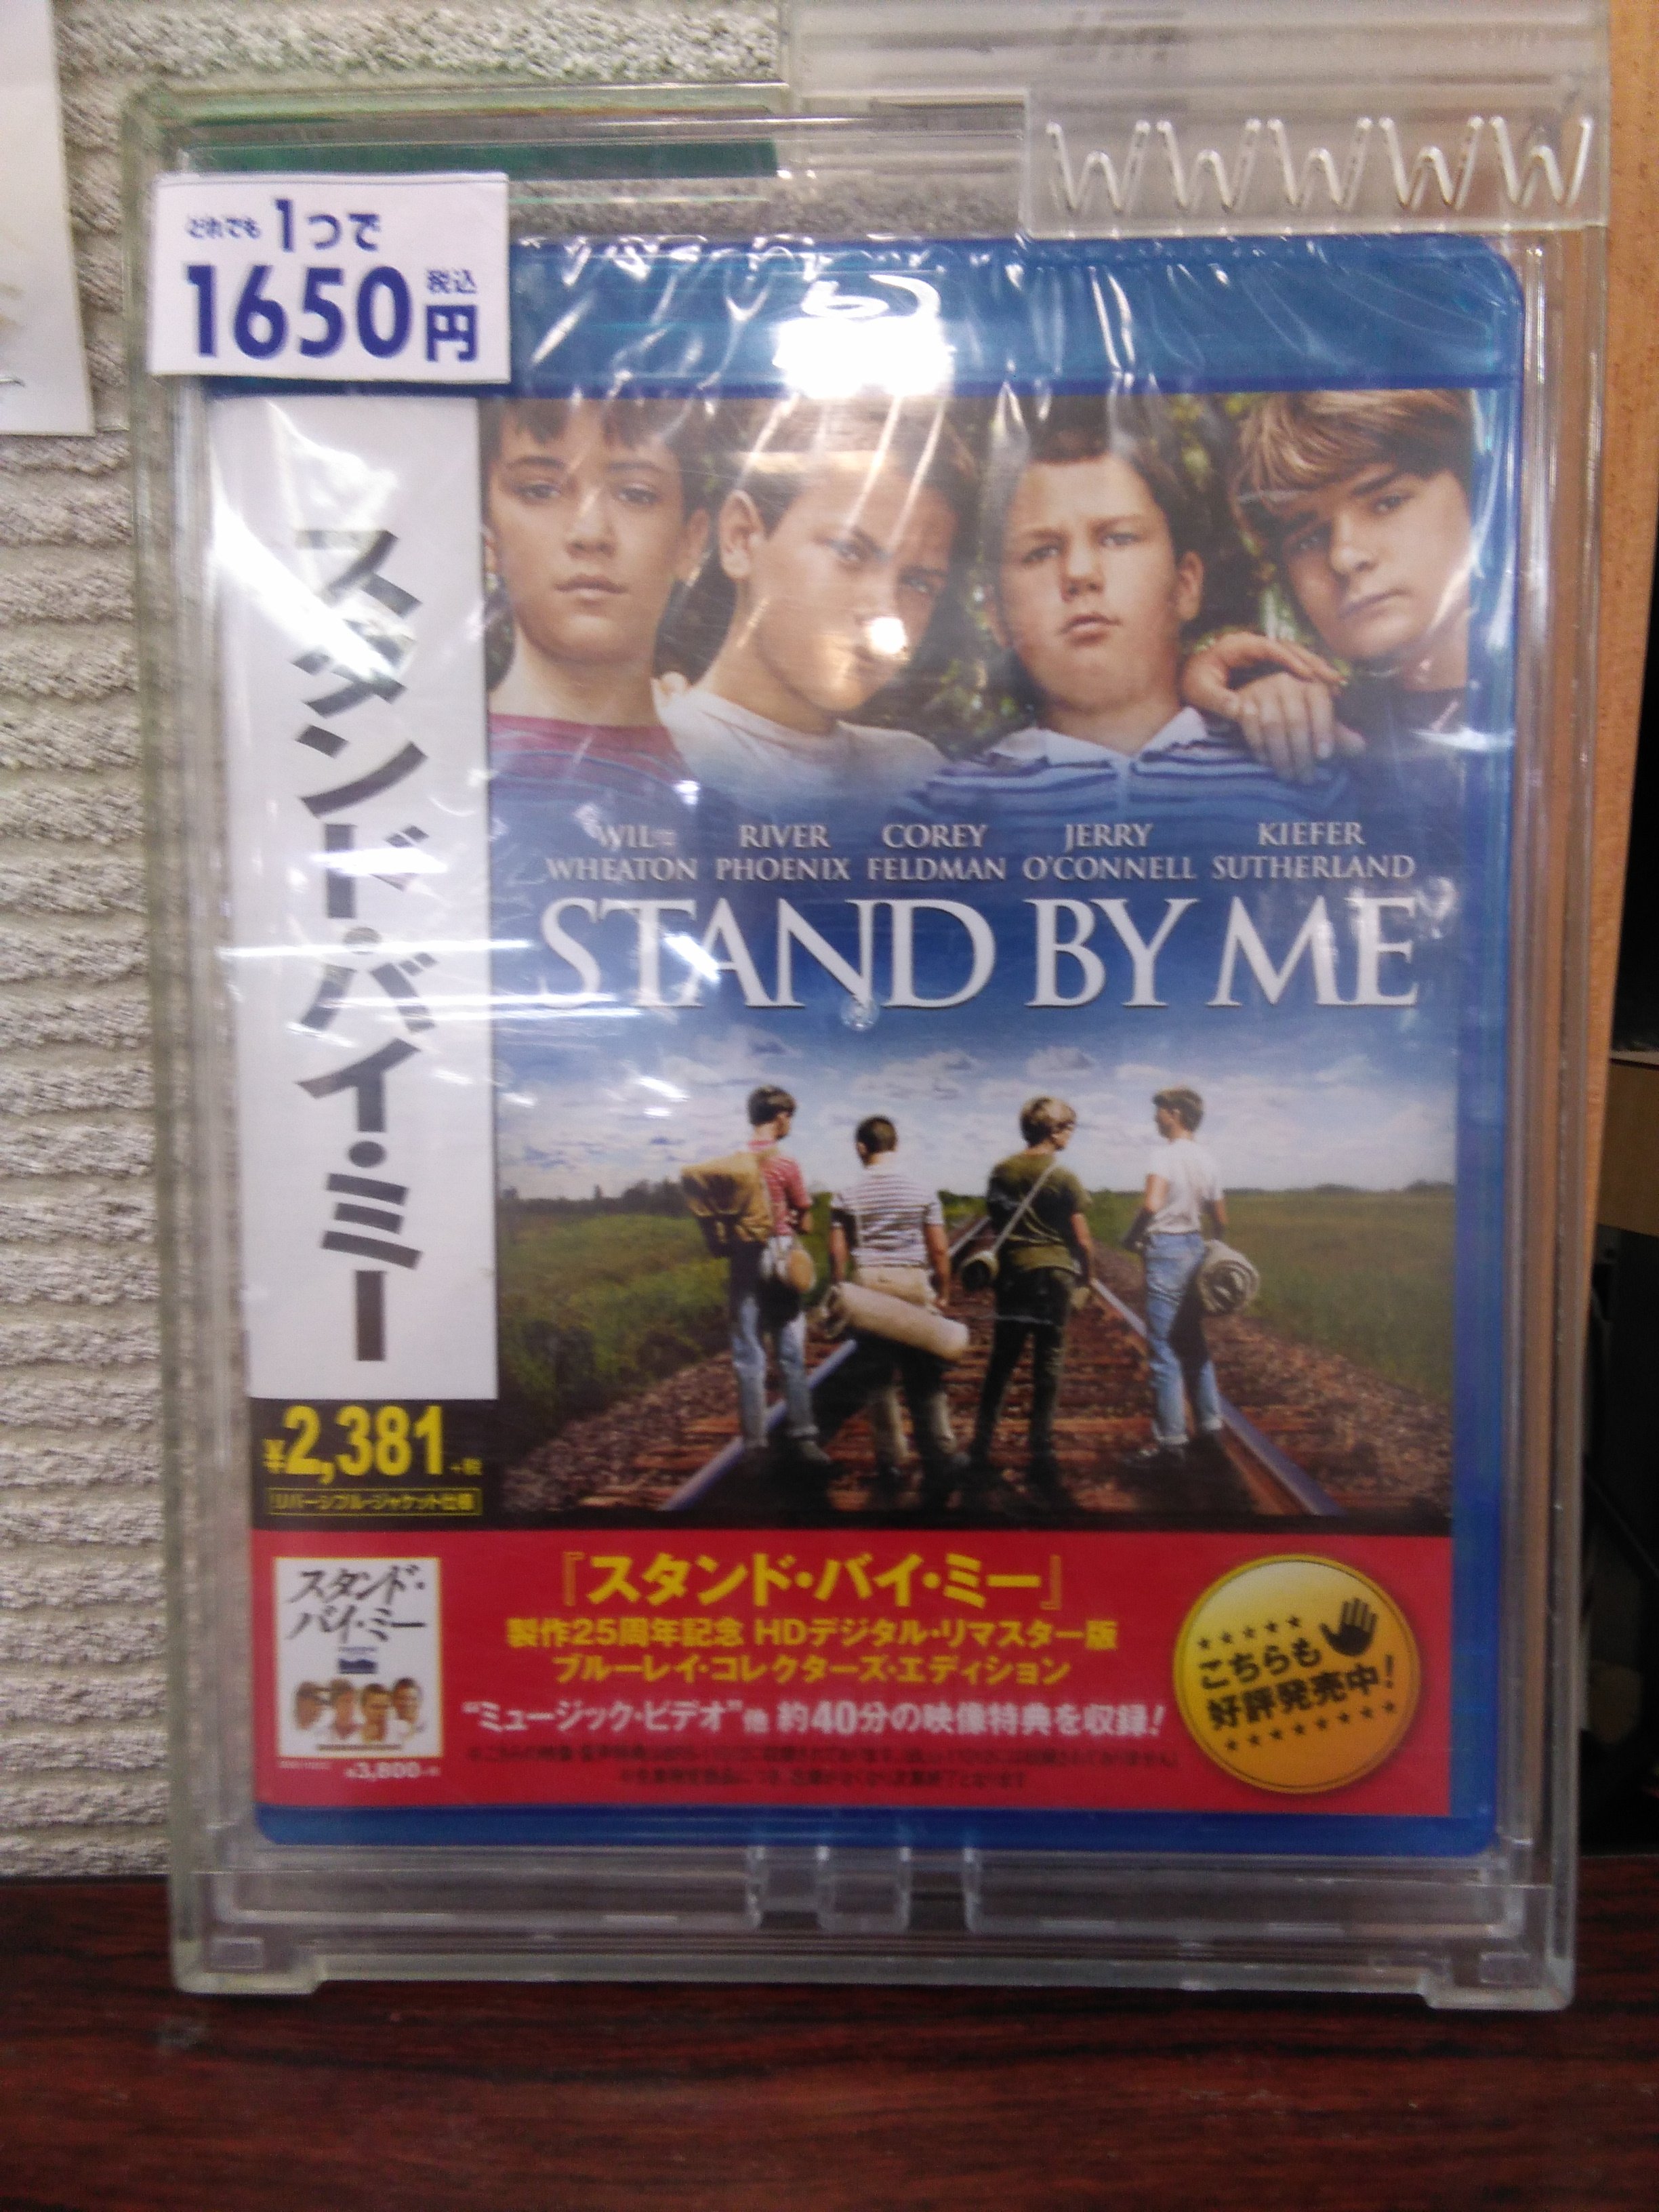 どれでも1つで
1650円 税込
スタンド・バイ・ミー
WIL WHEATON RIVER PHOENIX COREY FELDMAN JERRY O'CONNELL KIEFER SUTHERLAND
STAND BY ME
¥2,381+税
リバーシブル・ジャケット仕様
スタンド・
バイ・ミー
¥3,800+税
『スタンド・バイ・ミー』
製作25周年記念 HDデジタル・リマスター版
ブルーレイ・コレクターズ・エディション
"ミュージック・ビデオ"他 約40分の映像特典を収録!
こちらも
好評発売中!